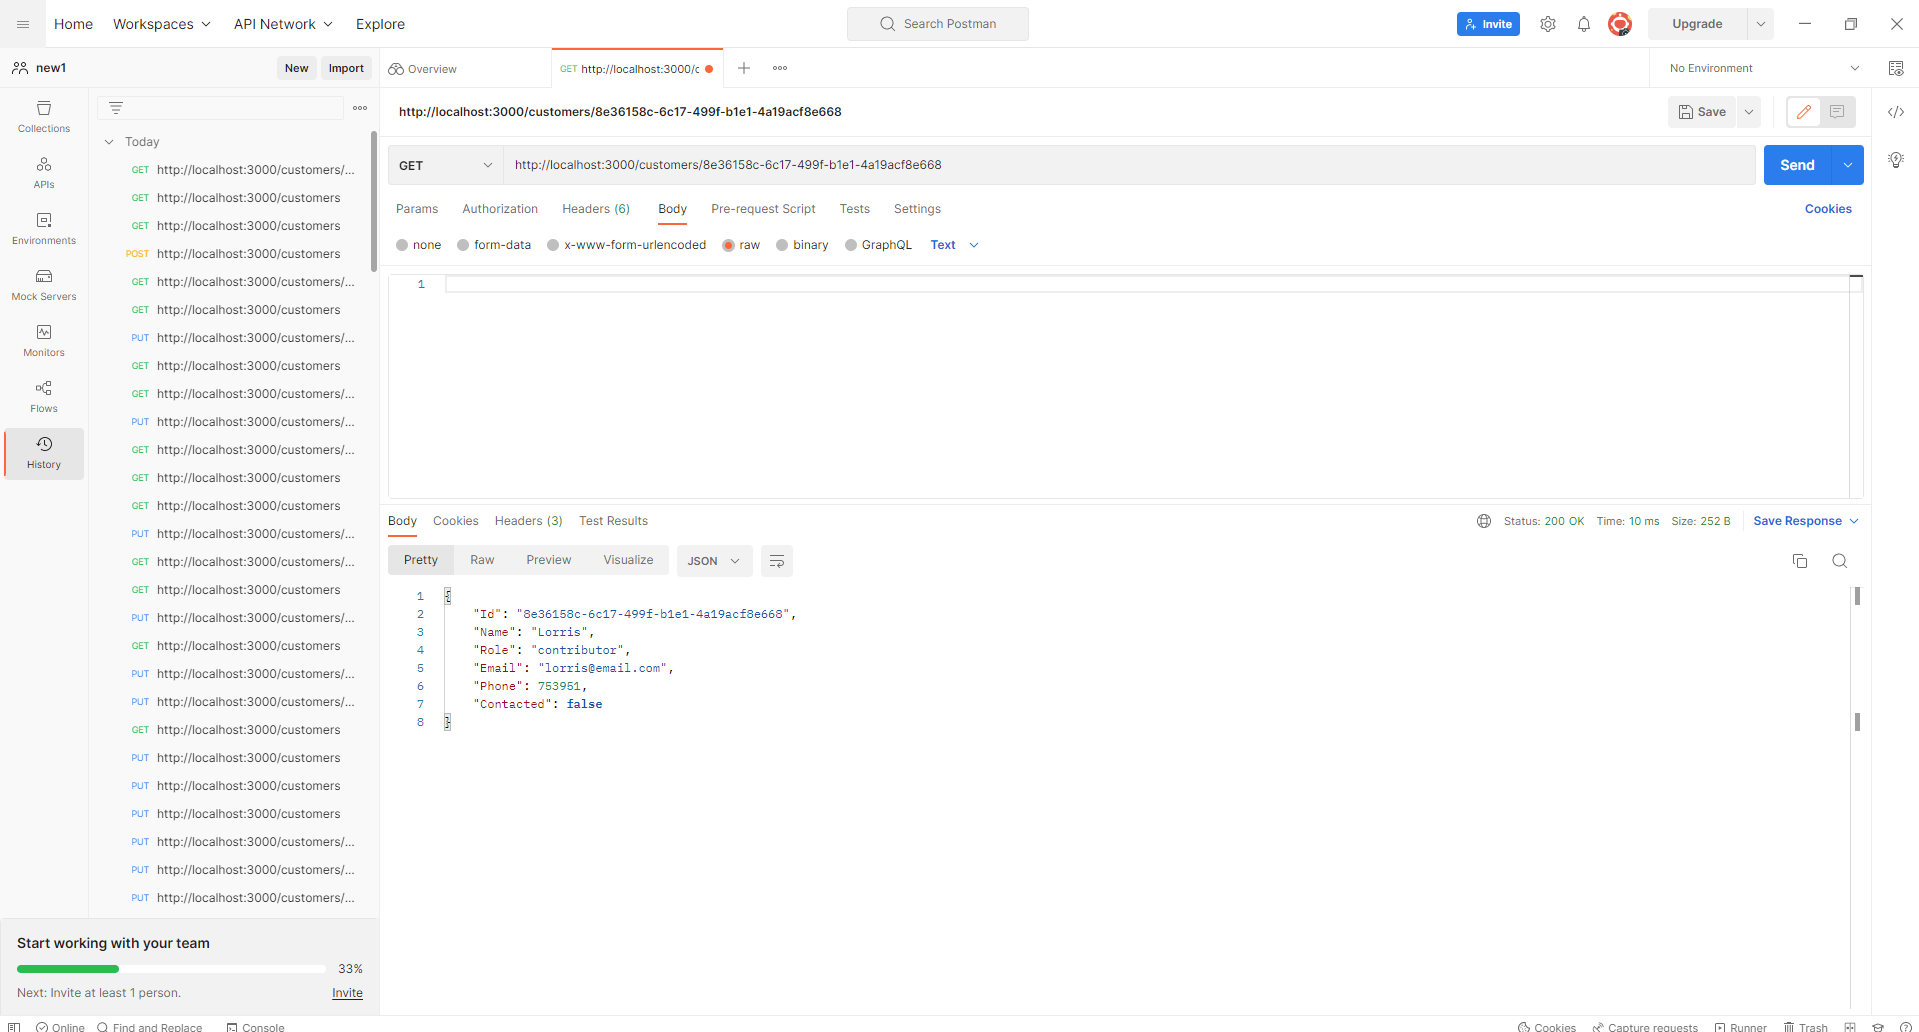 Home Workspaces API Network Explore Search Postman Invite Upgrade
new1 New Import Overview GET http://localhost:3000/c No Environment
http://localhost:3000/customers/8e36158c-6c17-499f-b1e1-4a19acf8e668 Save
GET http://localhost:3000/customers/8e36158c-6c17-499f-b1e1-4a19acf8e668 Send
Params Authorization Headers (6) Body Pre-request Script Tests Settings Cookies
none form-data x-www-form-urlencoded raw binary GraphQL Text
1
Collections
APIs
Environments
Mock Servers
Monitors
Flows
History
Today
GET http://localhost:3000/customers/...
GET http://localhost:3000/customers
GET http://localhost:3000/customers
POST http://localhost:3000/customers
GET http://localhost:3000/customers/...
GET http://localhost:3000/customers
PUT http://localhost:3000/customers/...
GET http://localhost:3000/customers
GET http://localhost:3000/customers/...
PUT http://localhost:3000/customers/...
GET http://localhost:3000/customers/...
GET http://localhost:3000/customers
GET http://localhost:3000/customers
PUT http://localhost:3000/customers/...
GET http://localhost:3000/customers/...
GET http://localhost:3000/customers
PUT http://localhost:3000/customers/...
GET http://localhost:3000/customers
PUT http://localhost:3000/customers/...
PUT http://localhost:3000/customers/...
GET http://localhost:3000/customers
PUT http://localhost:3000/customers
PUT http://localhost:3000/customers
PUT http://localhost:3000/customers
PUT http://localhost:3000/customers/...
PUT http://localhost:3000/customers/...
PUT http://localhost:3000/customers/...
Body Cookies Headers (3) Test Results Status: 200 OK Time: 10 ms Size: 252 B Save Response
Pretty Raw Preview Visualize JSON
1 {
2 "Id": "8e36158c-6c17-499f-b1e1-4a19acf8e668",
3 "Name": "Lorris",
4 "Role": "contributor",
5 "Email": "lorris@email.com",
6 "Phone": 753951,
7 "Contacted": false
8 }
Start working with your team
33%
Next: Invite at least 1 person. Invite
Online Find and Replace Console Cookies Capture requests Runner Trash